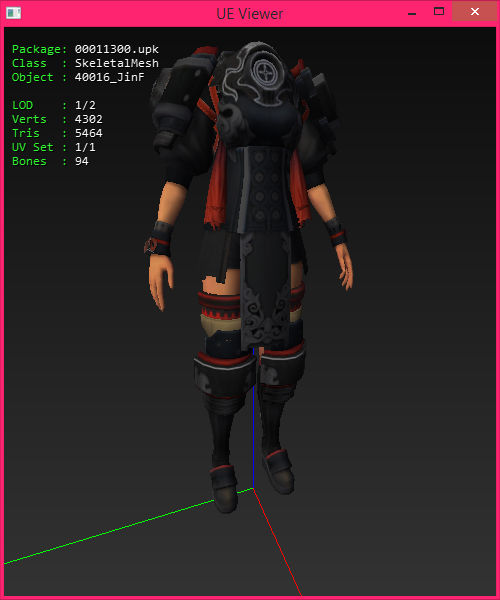 UE Viewer
Package: 00011300.upk
Class  : SkeletalMesh
Object : 40016_JinF
LOD    : 1/2
Verts  : 4302
Tris   : 5464
UV Set : 1/1
Bones  : 94